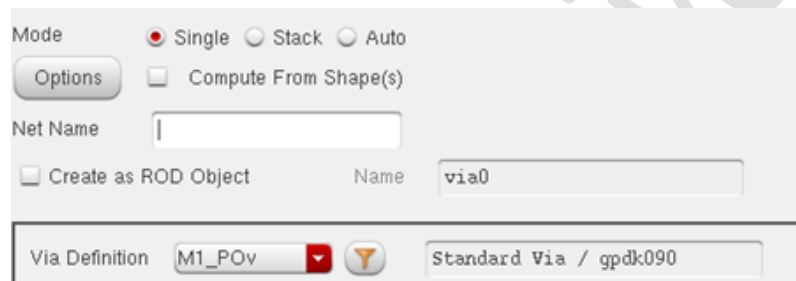 Mode Single Stack Auto
Options Compute From Shape(s)
Net Name
Create as ROD Object Name via0
Via Definition M1_POv Standard Via / gpdk090